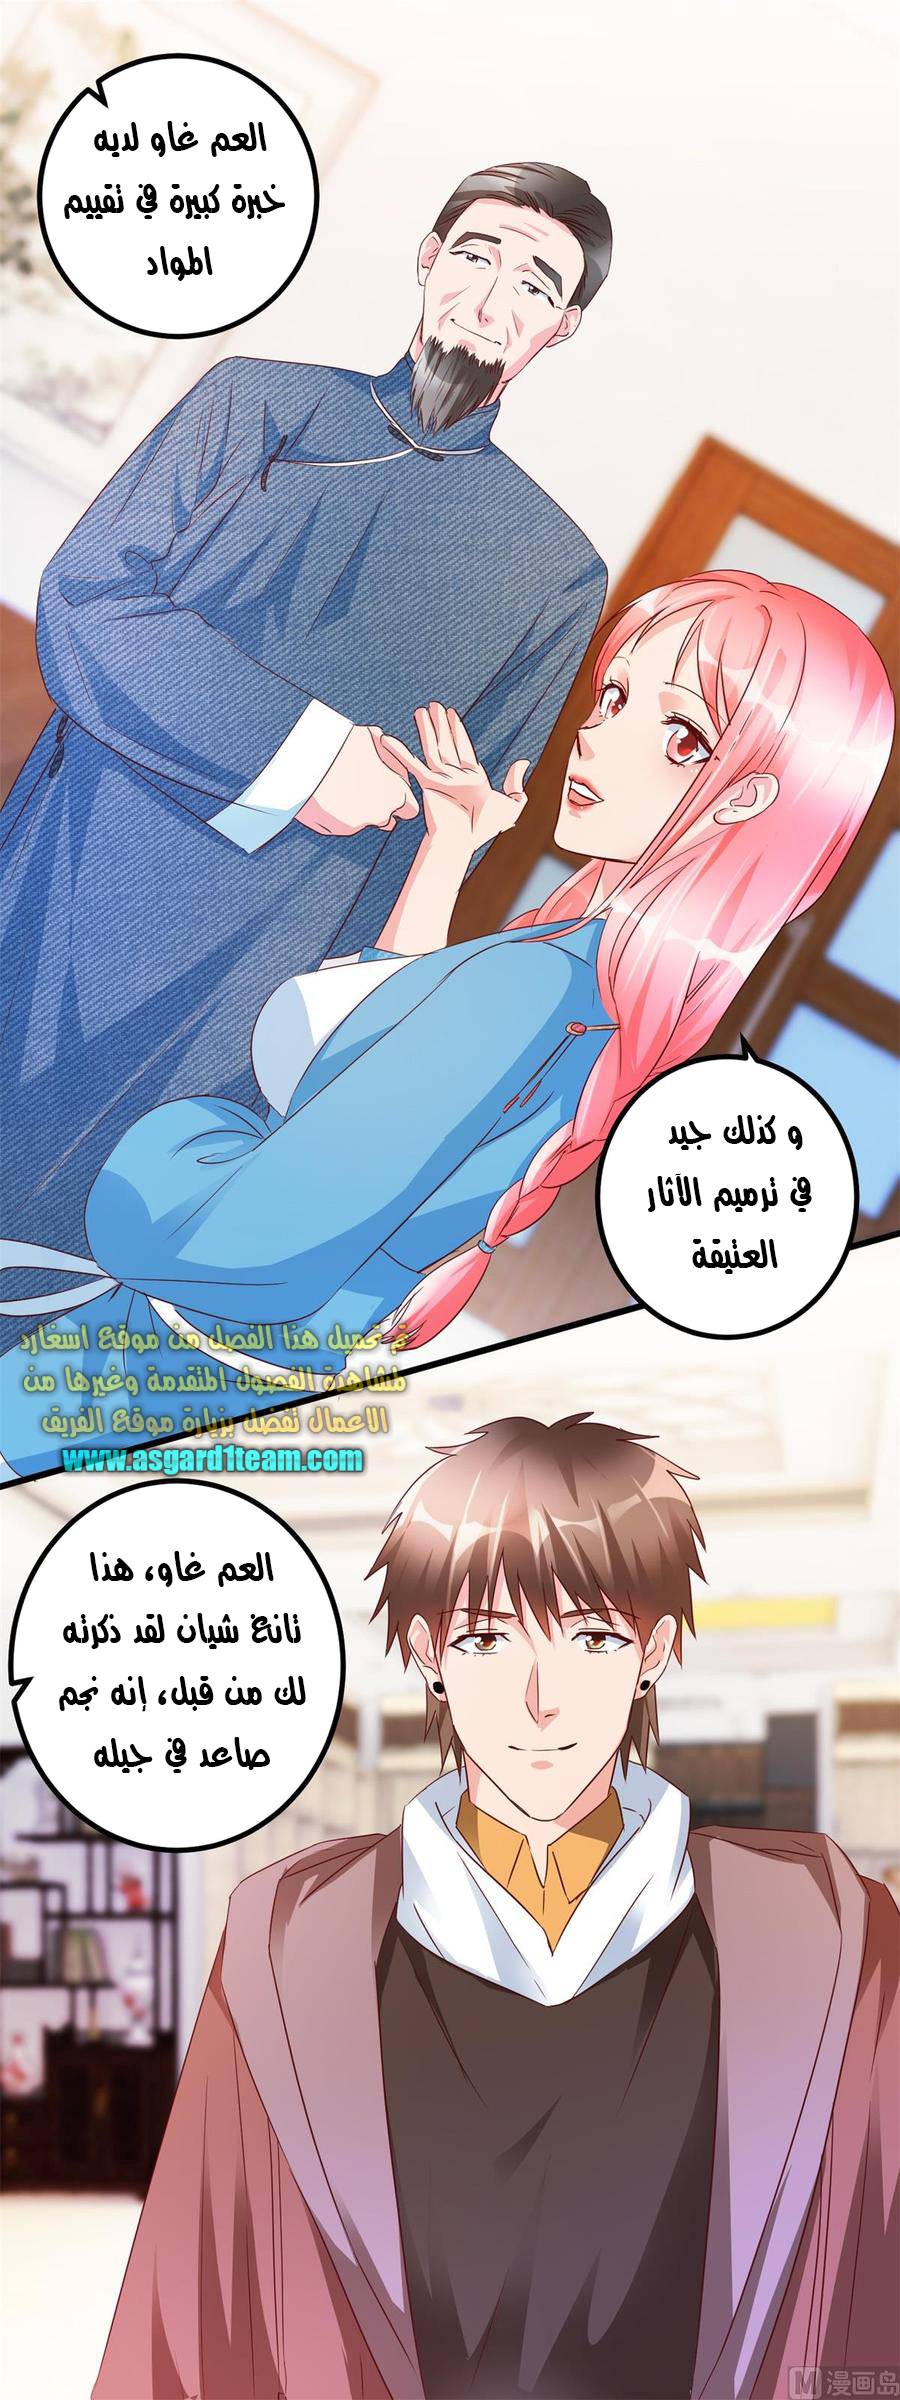 العم غاو لديه
خبرة كبيرة في تقييم
المواد
و كذلك جيد
في ترميم الآثار
العتيقة
تم تحميل هذا الفصل من موقع اسغارد
لمشاهدة الفصول المتقدمة وغيرها من
الاعمال تفضل بزيارة موقع الفريق
www.asgard1team.com
العم غاو، هذا
تانغ شيان لقد ذكرته
لك من قبل، إنه نجم
صاعد في جيله
M 漫画岛